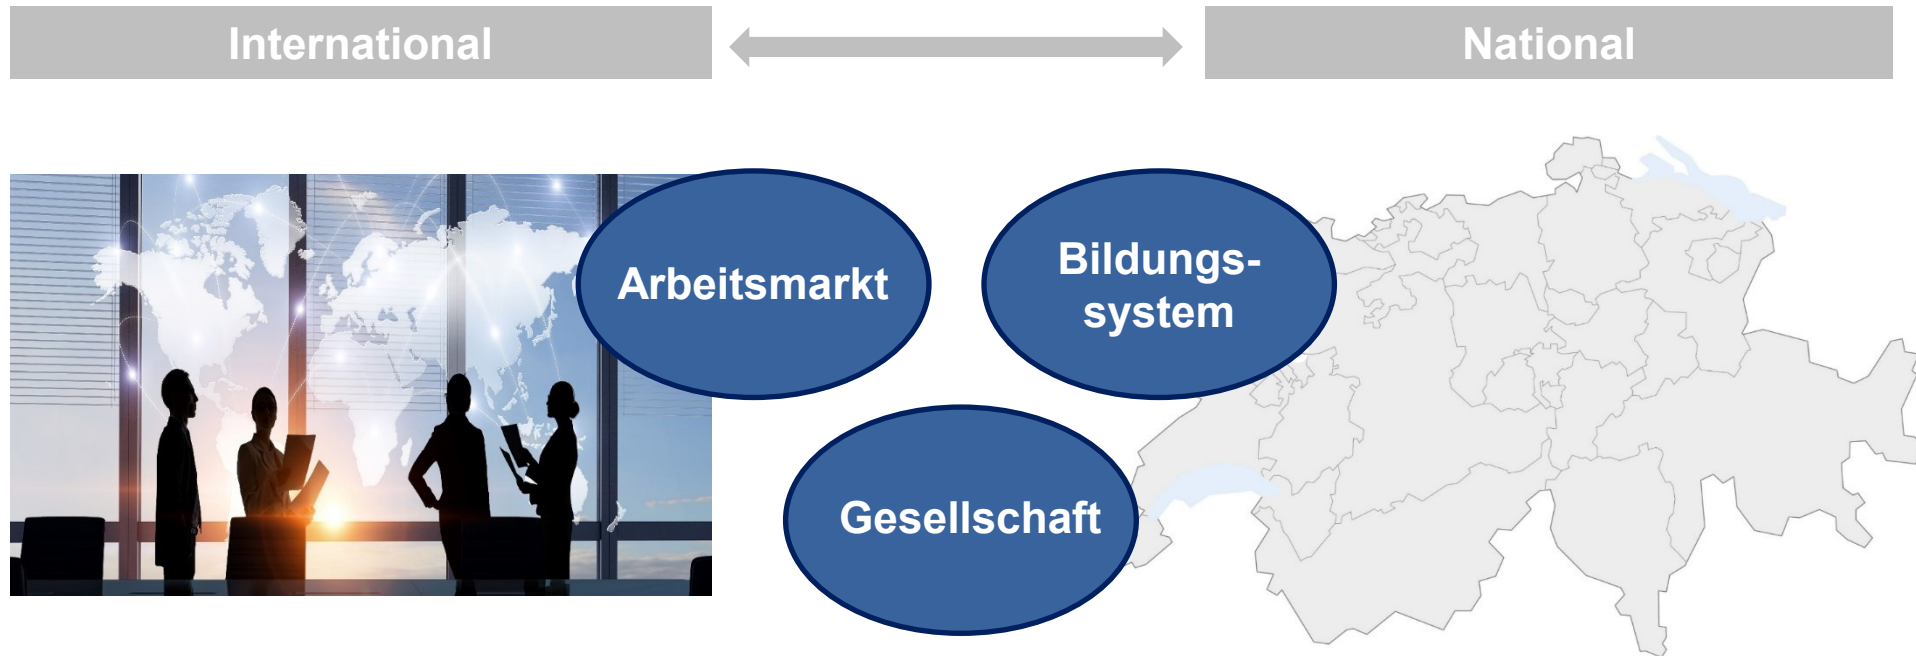 International
National
Arbeitsmarkt
Bildungs-
system
Gesellschaft